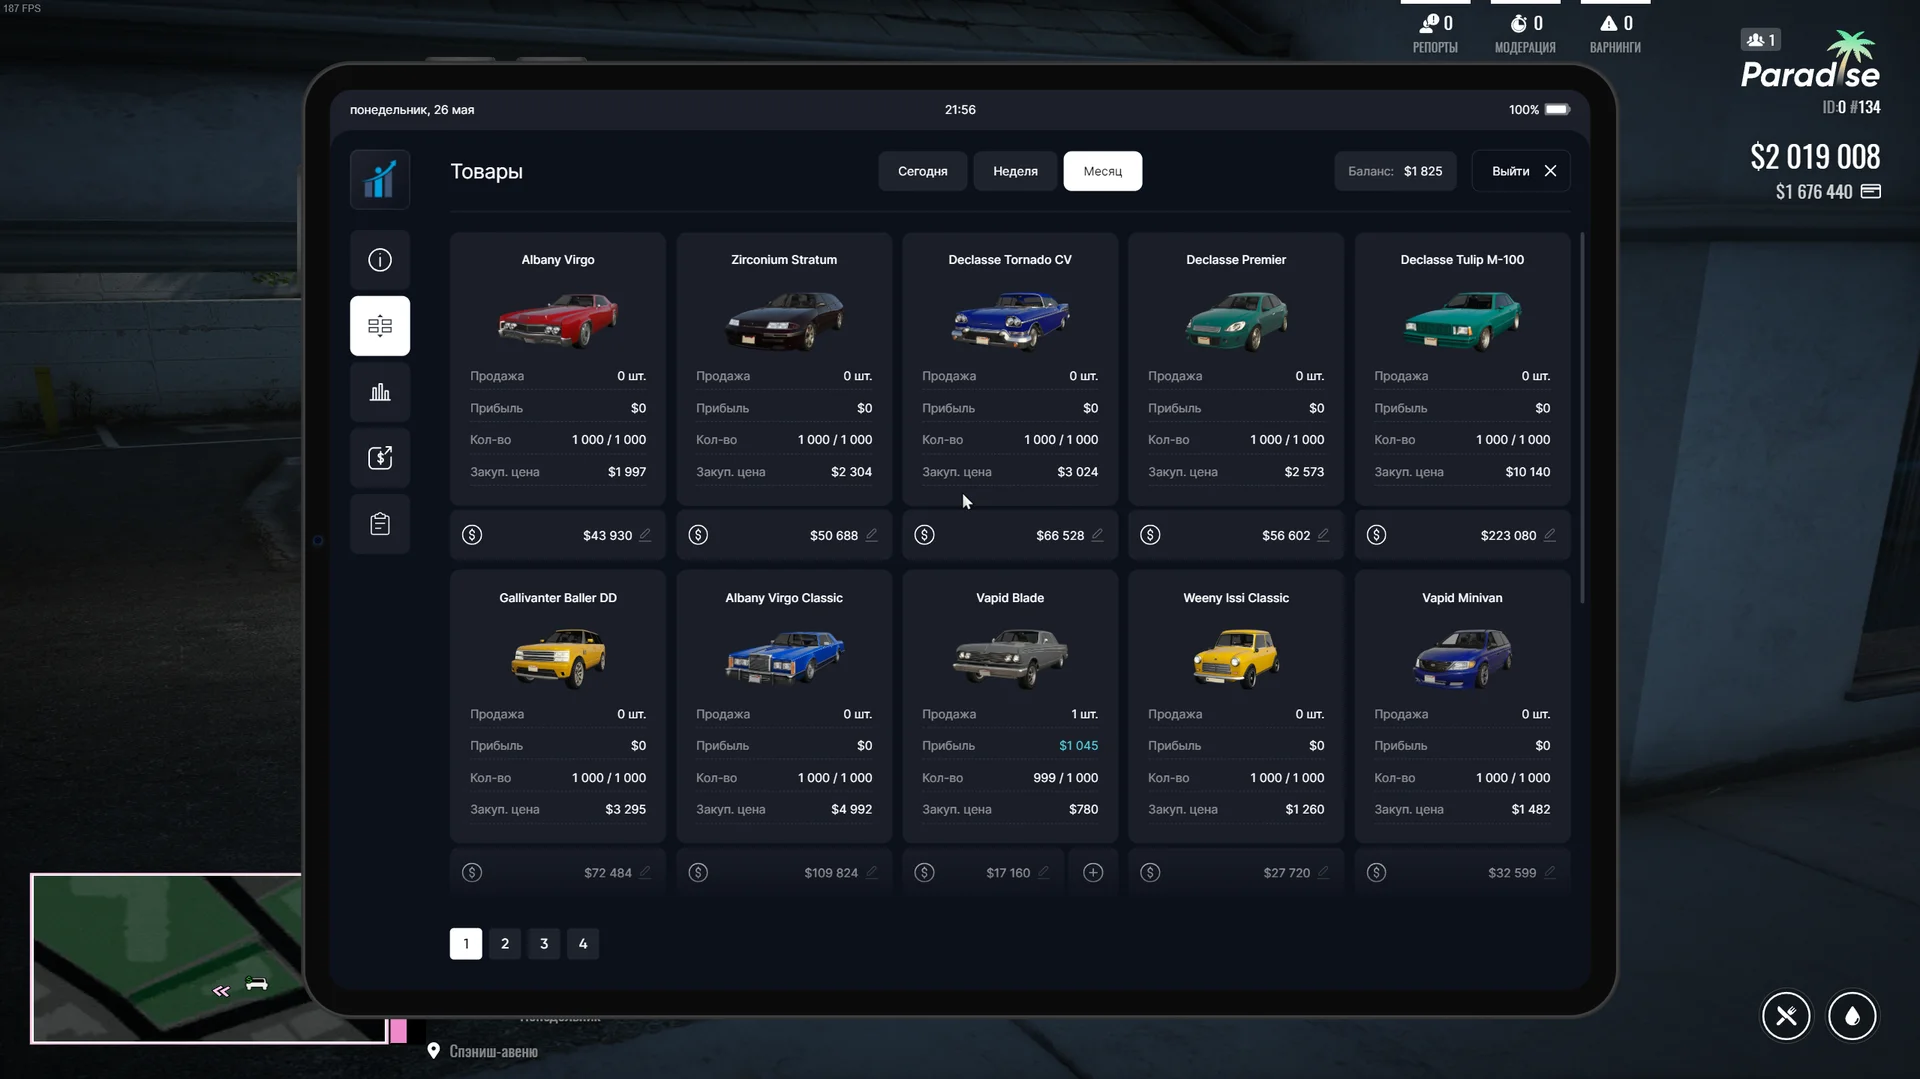 187 FPS
0
РЕПОРТЫ
0
МОДЕРАЦИЯ
0
ВАРНИНГИ
1
Paradise
ID:0 #134
$2 019 008
$1 676 440
понедельник, 26 мая
21:56
100%
Товары
Сегодня
Неделя
Месяц
Баланс: $1 825
Выйти
Albany Virgo
Продажа 0 шт.
Прибыль $0
Кол-во 1 000 / 1 000
Закуп. цена $1 997
$43 930
Zirconium Stratum
Продажа 0 шт.
Прибыль $0
Кол-во 1 000 / 1 000
Закуп. цена $2 304
$50 688
Declasse Tornado CV
Продажа 0 шт.
Прибыль $0
Кол-во 1 000 / 1 000
Закуп. цена $3 024
$66 528
Declasse Premier
Продажа 0 шт.
Прибыль $0
Кол-во 1 000 / 1 000
Закуп. цена $2 573
$56 602
Declasse Tulip M-100
Продажа 0 шт.
Прибыль $0
Кол-во 1 000 / 1 000
Закуп. цена $10 140
$223 080
Gallivanter Baller DD
Продажа 0 шт.
Прибыль $0
Кол-во 1 000 / 1 000
Закуп. цена $3 295
$72 484
Albany Virgo Classic
Продажа 0 шт.
Прибыль $0
Кол-во 1 000 / 1 000
Закуп. цена $4 992
$109 824
Vapid Blade
Продажа 1 шт.
Прибыль $1 045
Кол-во 999 / 1 000
Закуп. цена $780
$17 160
Weeny Issi Classic
Продажа 0 шт.
Прибыль $0
Кол-во 1 000 / 1 000
Закуп. цена $1 260
$27 720
Vapid Minivan
Продажа 0 шт.
Прибыль $0
Кол-во 1 000 / 1 000
Закуп. цена $1 482
$32 599
1 2 3 4
Спэниш-авеню